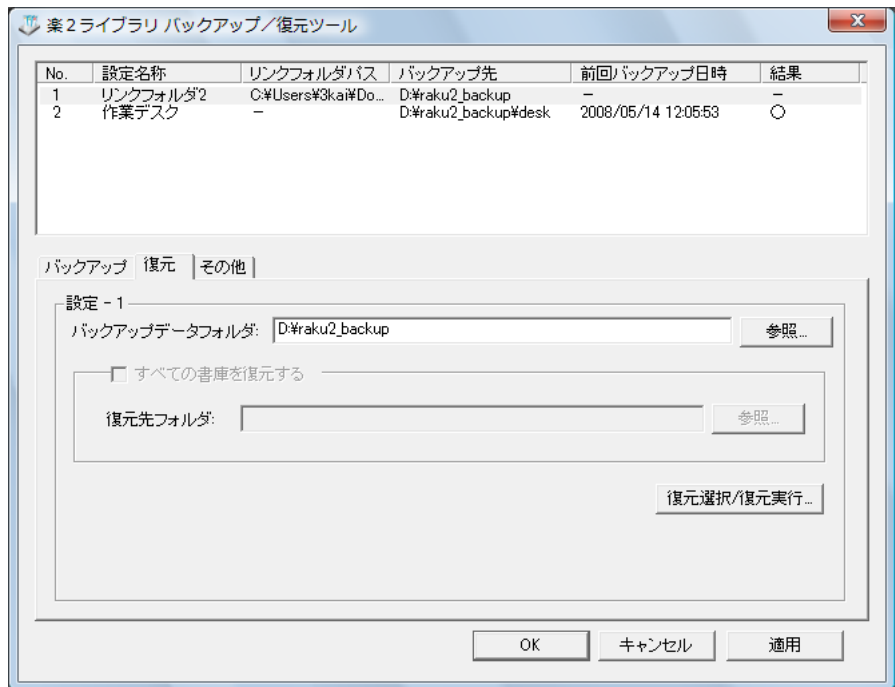 楽2ライブラリ バックアップ／復元ツール
No. 設定名称 リンクフォルダパス バックアップ先 前回バックアップ日時 結果
1 リンクフォルダ2 C:¥Users¥3kai¥Do... D:¥raku2_backup － －
2 作業デスク － D:¥raku2_backup¥desk 2008/05/14 12:05:53 ○
バックアップ 復元 その他
設定 - 1
バックアップデータフォルダ: D:¥raku2_backup 参照...
すべての書庫を復元する
復元先フォルダ: 参照...
復元選択/復元実行...
OK キャンセル 適用